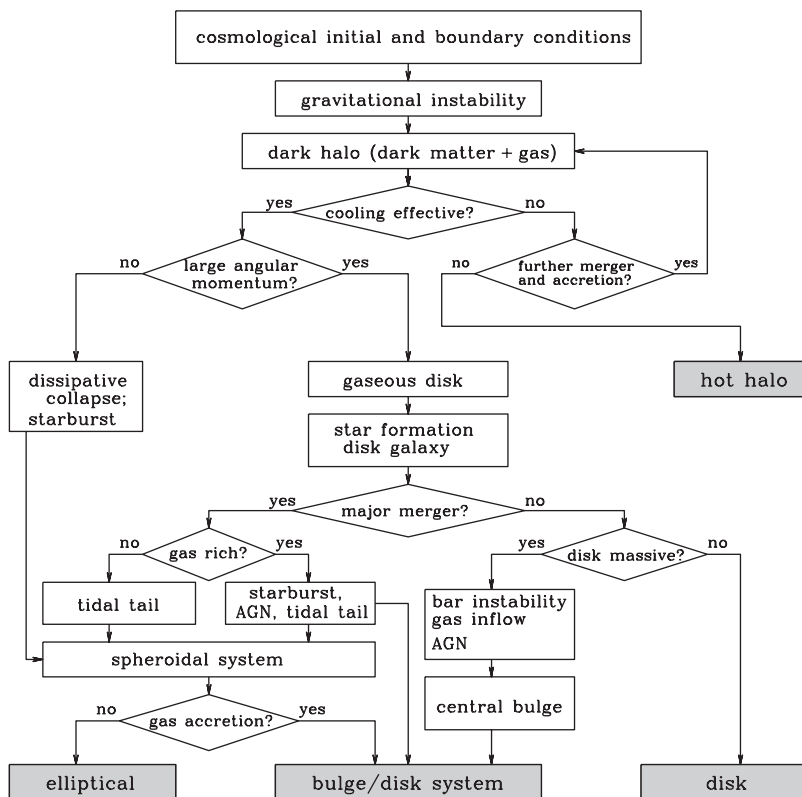 cosmological initial and boundary conditions
gravitational instability
dark halo (dark matter + gas)
yes
cooling effective?
no
no
large angular
momentum?
yes
no
further merger
and accretion?
yes
dissipative
collapse;
starburst
gaseous disk
hot halo
star formation
disk galaxy
yes
major merger?
no
no
gas rich?
yes
yes
disk massive?
no
tidal tail
starburst,
AGN, tidal tail
bar instability
gas inflow
AGN
spheroidal system
central bulge
no
gas accretion?
yes
elliptical
bulge/disk system
disk